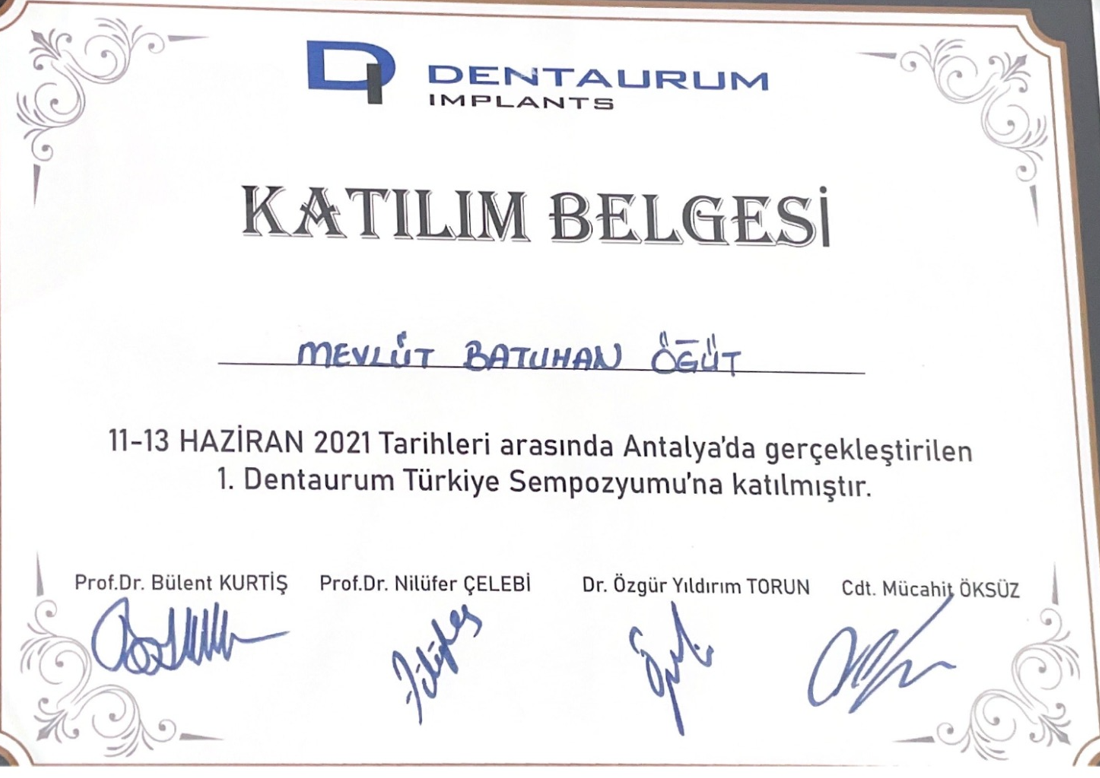 DENTAURUM
IMPLANTS
KATILIM BELGESİ
MEVLÜT BATUHAN ÖĞÜT
11-13 HAZİRAN 2021 Tarihleri arasında Antalya'da gerçekleştirilen
1. Dentaurum Türkiye Sempozyumu'na katılmıştır.
Prof.Dr. Bülent KURTİŞ Prof.Dr. Nilüfer ÇELEBİ Dr. Özgür Yıldırım TORUN Cdt. Mücahit ÖKSÜZ